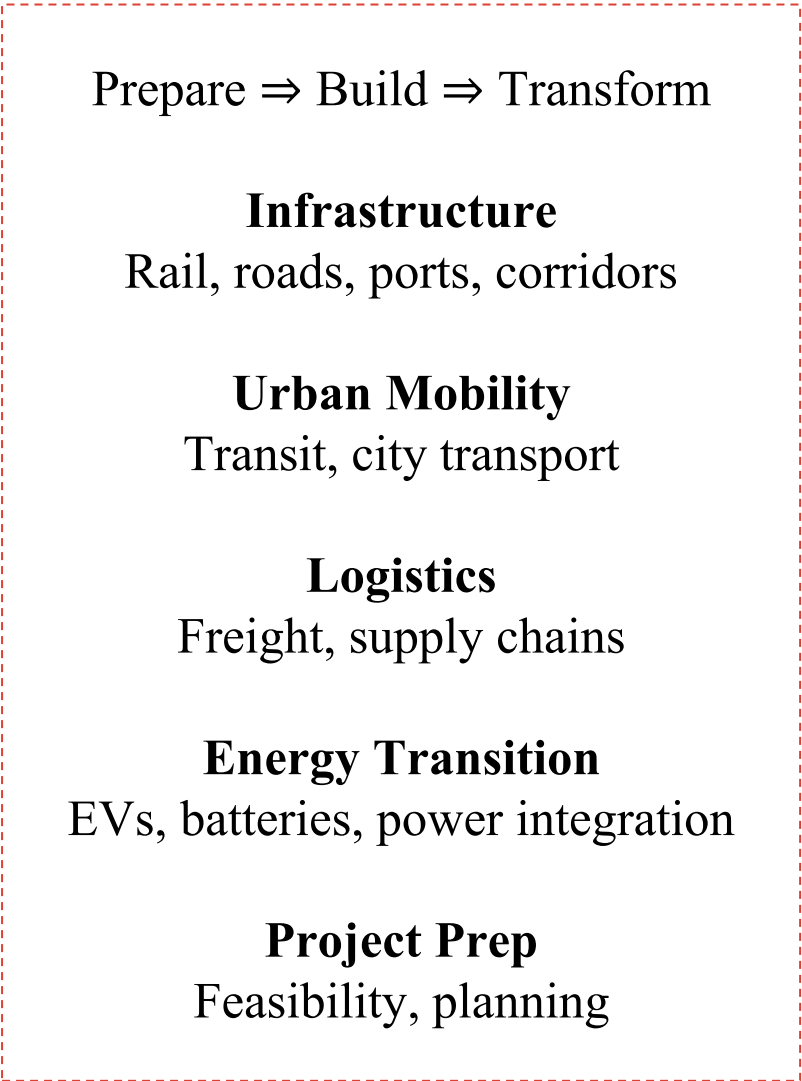 Prepare ⇒ Build ⇒ Transform
Infrastructure
Rail, roads, ports, corridors
Urban Mobility
Transit, city transport
Logistics
Freight, supply chains
Energy Transition
EVs, batteries, power integration
Project Prep
Feasibility, planning